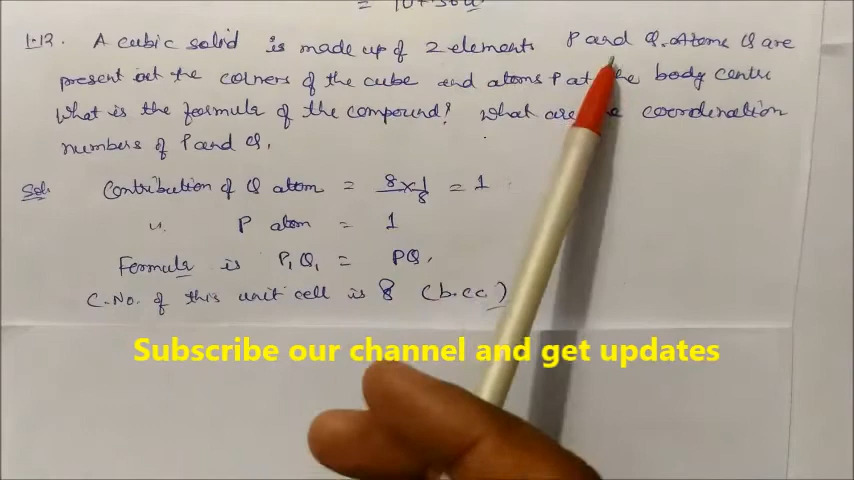 = 10+36u
1.12. A cubic solid is made up of 2 elements P and Q. Atoms Q are
present at the corners of the cube and atoms P at the body centre
What is the formula of the compound? What are the coordination
numbers of P and Q.
Sol: Contribution of Q atom = 8×1/8 = 1
" P atom = 1
Formula is P₁Q₁ = PQ.
C.No. of this unit cell is 8 (b.c.c.)
Subscribe our channel and get updates